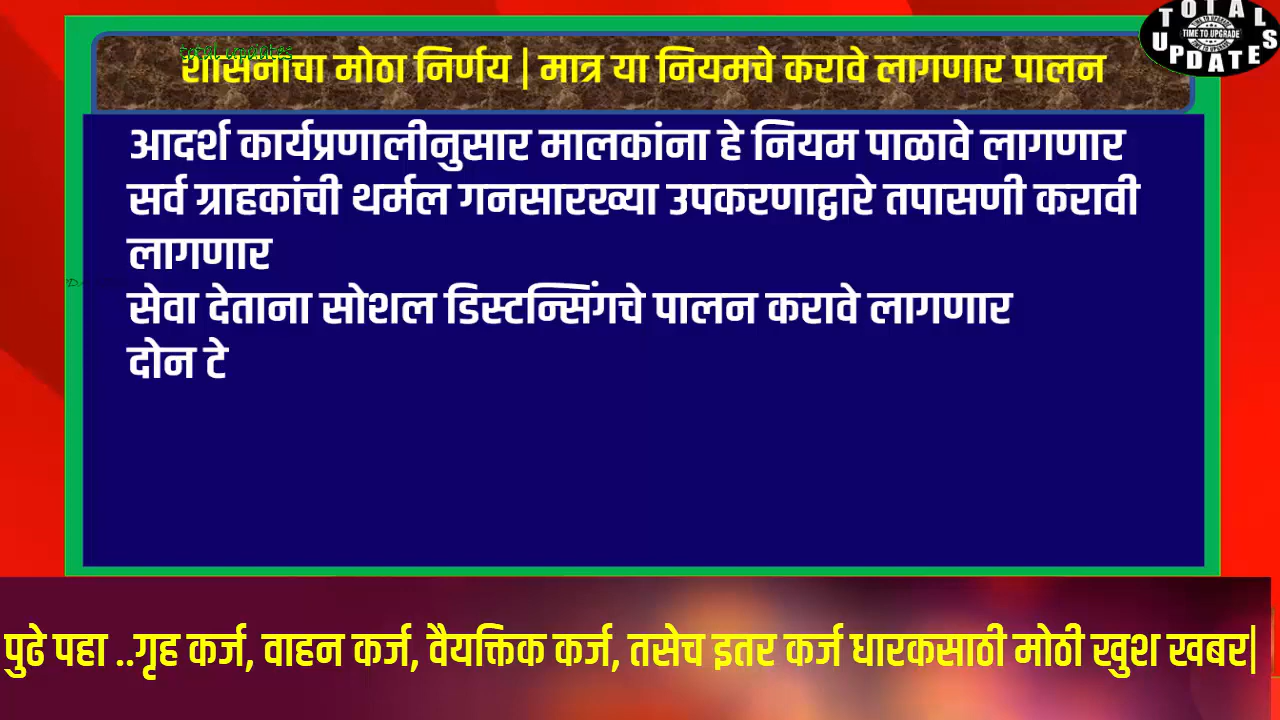 TOTAL
UPDATES
TIME TO UPGRADE
total updates
शासनाचा मोठा निर्णय | मात्र या नियमचे करावे लागणार पालन
आदर्श कार्यप्रणालीनुसार मालकांना हे नियम पाळावे लागणार
सर्व ग्राहकांची थर्मल गनसारख्या उपकरणाद्वारे तपासणी करावी
लागणार
सेवा देताना सोशल डिस्टन्सिंगचे पालन करावे लागणार
दोन टे
पुढे पहा ..गृह कर्ज, वाहन कर्ज, वैयक्तिक कर्ज, तसेच इतर कर्ज धारकसाठी मोठी खुश खबर|